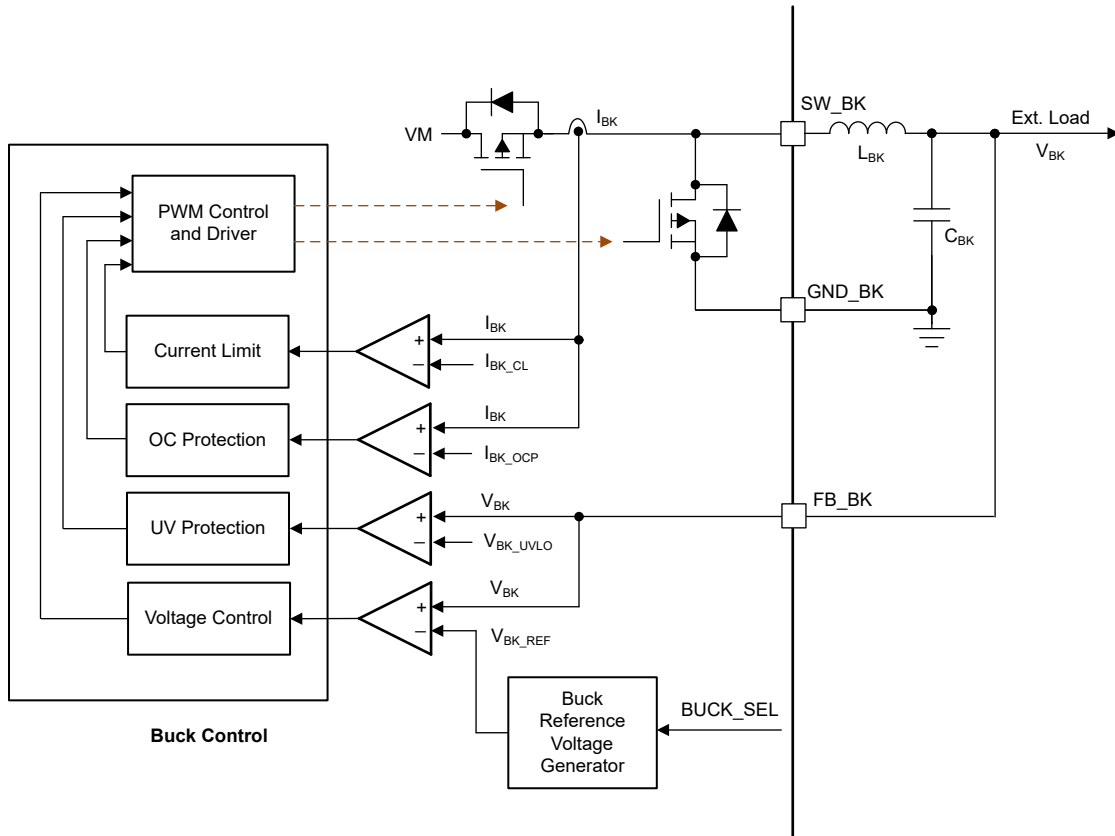 SW_BK
Ext. Load
I_BK
VM
L_BK
V_BK
PWM Control
and Driver
C_BK
GND_BK
I_BK
+
Current Limit
−
I_BK_CL
I_BK
+
OC Protection
−
I_BK_OCP
V_BK
FB_BK
+
UV Protection
−
V_BK_UVLO
V_BK
+
Voltage Control
−
V_BK_REF
Buck
Reference
Voltage
Generator
BUCK_SEL
Buck Control